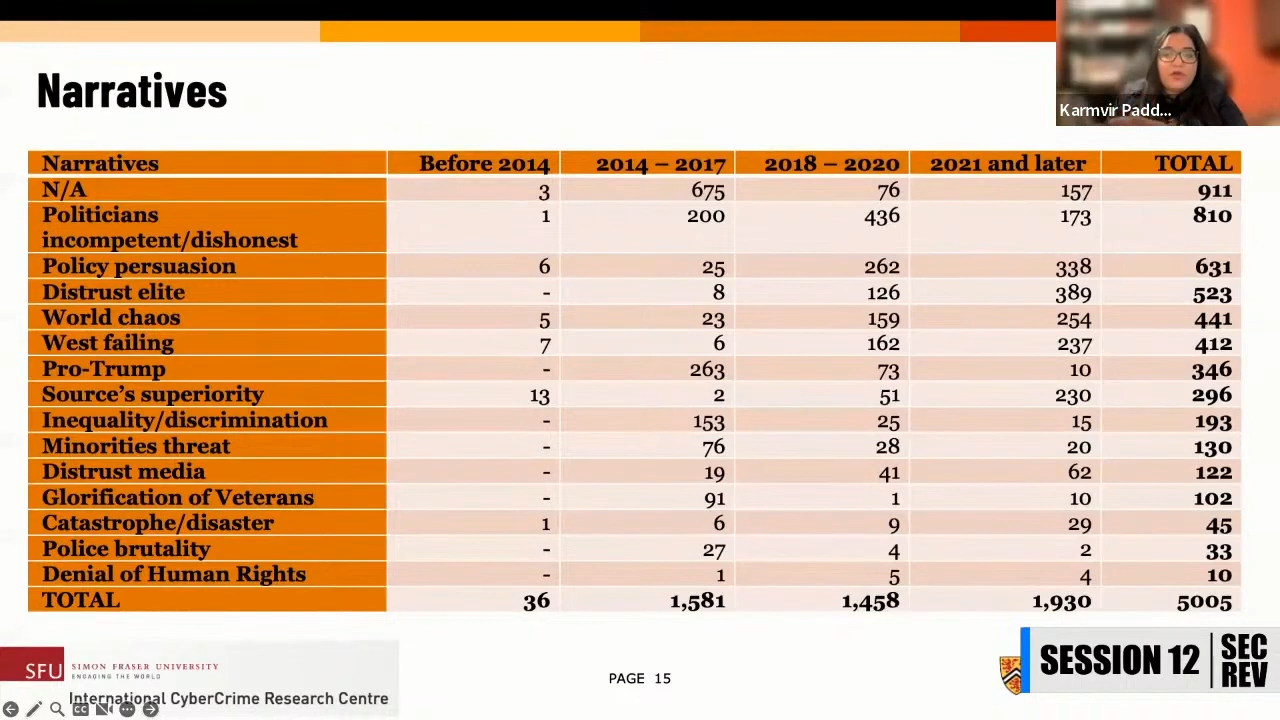 Narratives
Karmvir Padd...
Narratives Before 2014 2014 – 2017 2018 – 2020 2021 and later TOTAL
N/A 3 675 76 157 911
Politicians 1 200 436 173 810
incompetent/dishonest
Policy persuasion 6 25 262 338 631
Distrust elite - 8 126 389 523
World chaos 5 23 159 254 441
West failing 7 6 162 237 412
Pro-Trump - 263 73 10 346
Source's superiority 13 2 51 230 296
Inequality/discrimination - 153 25 15 193
Minorities threat - 76 28 20 130
Distrust media - 19 41 62 122
Glorification of Veterans - 91 1 10 102
Catastrophe/disaster 1 6 9 29 45
Police brutality - 27 4 2 33
Denial of Human Rights - 1 5 4 10
TOTAL 36 1,581 1,458 1,930 5005
SFU SIMON FRASER UNIVERSITY
ENGAGING THE WORLD
International CyberCrime Research Centre
CC
PAGE 15
SESSION 12
SEC
REV